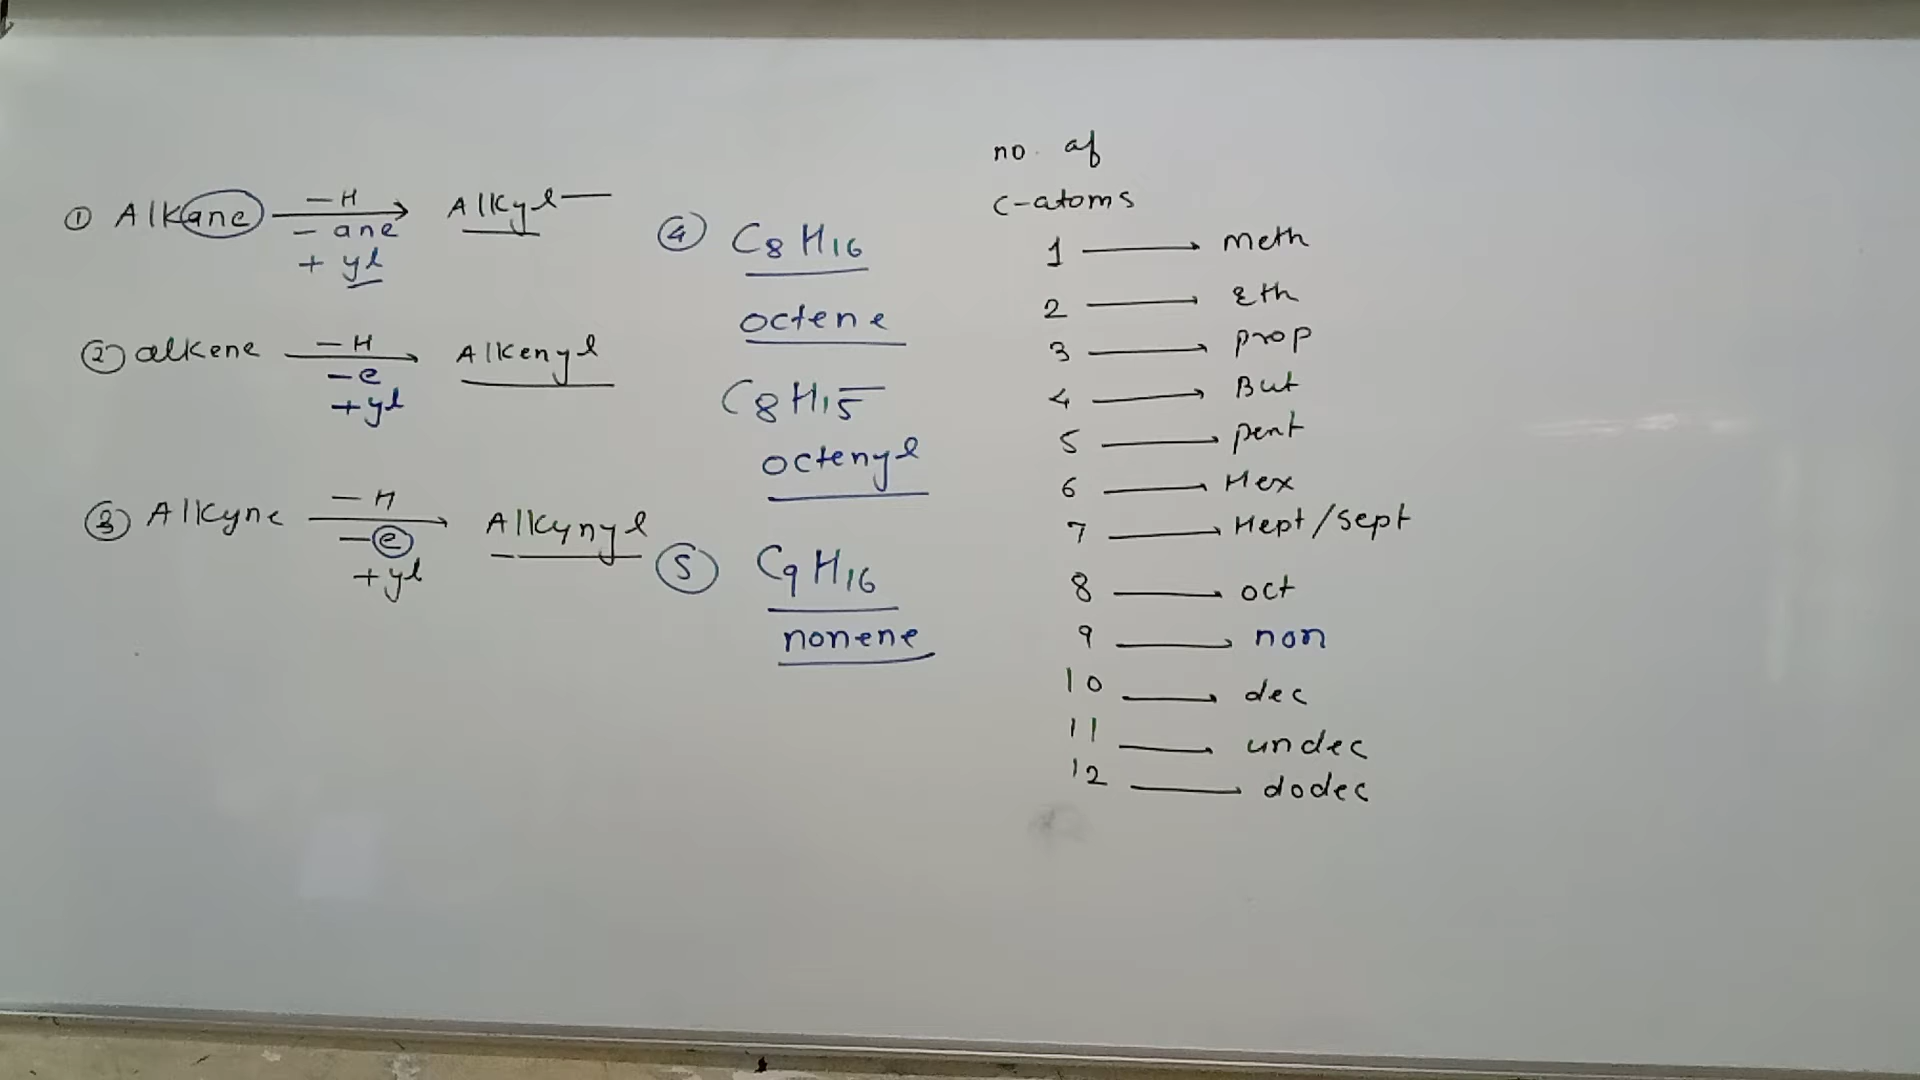 ① Alkane —H→ Alkyl—
— ane
+ yl
② alkene —H→ Alkenyl
—e
+yl
③ Alkyne —H→ Alkynyl
—e
+yl
④ C₈H₁₆
octene
C₈H₁₅—
octenyl
⑤ C₉H₁₆
nonene
no. of
C-atoms
1 → meth
2 → Eth
3 → prop
4 → But
5 → pent
6 → Hex
7 → Hept/Sept
8 → oct
9 → non
10 → dec
11 → undec
12 → dodec